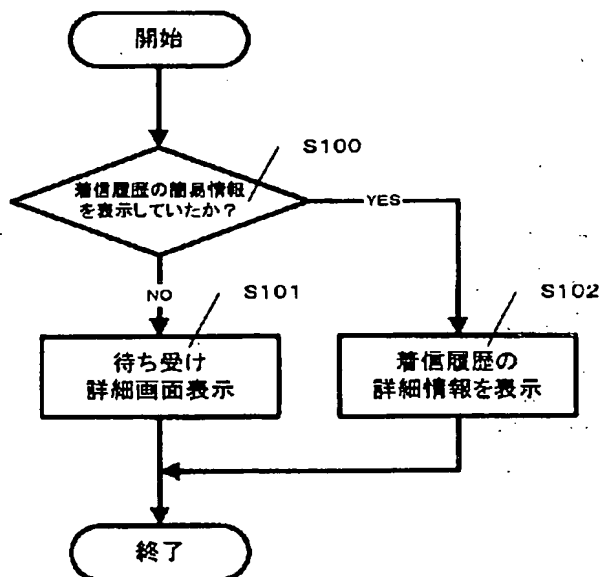 開始
S100
着信履歴の簡易情報
を表示していたか？
YES
NO
S101
S102
待ち受け
詳細画面表示
着信履歴の
詳細情報を表示
終了